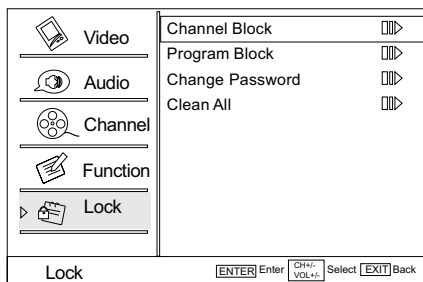 Video
Audio
Channel
Function
Lock
Channel Block
Program Block
Change Password
Clean All
Lock
ENTER Enter CH+/- VOL+/- Select EXIT Back